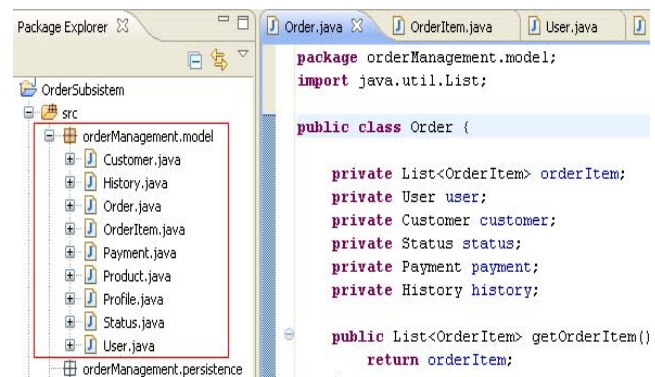 Package Explorer
OrderSubsistem
src
orderManagement.model
Customer.java
History.java
Order.java
OrderItem.java
Payment.java
Product.java
Profile.java
Status.java
User.java
orderManagement.persistence
Order.java
OrderItem.java
User.java
package orderManagement.model;
import java.util.List;
public class Order {
private List<OrderItem> orderItem;
private User user;
private Customer customer;
private Status status;
private Payment payment;
private History history;
public List<OrderItem> getOrderItem()
return orderItem;